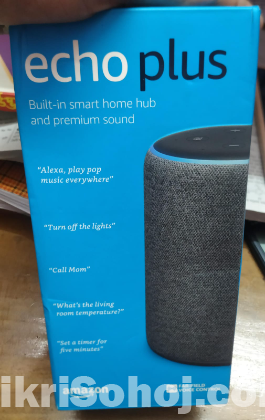 echo plus
Built-in smart home hub
and premium sound
“Alexa, play pop
music everywhere”
“Turn off the lights”
“Call Mom”
“What’s the living
room temperature?”
“Set a timer for
five minutes”
amazon
ikriSohoj.com